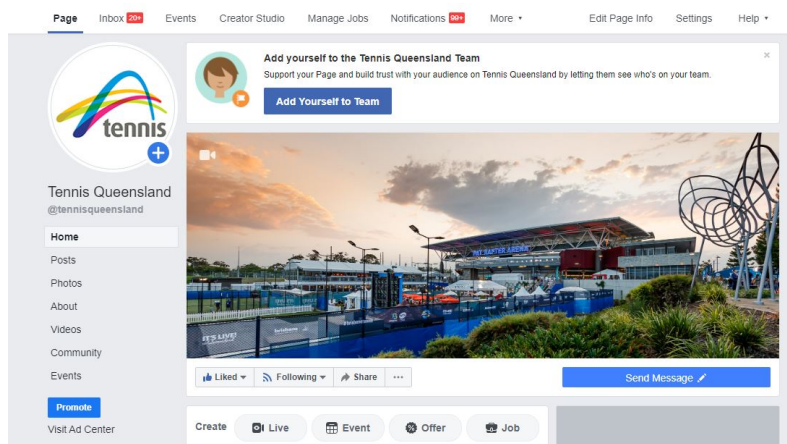 Page Inbox 20+ Events Creator Studio Manage Jobs Notifications 99+ More Edit Page Info Settings Help
Add yourself to the Tennis Queensland Team
Support your Page and build trust with your audience on Tennis Queensland by letting them see who's on your team.
Add Yourself to Team
tennis
Tennis Queensland
@tennisqueensland
Home
Posts
Photos
About
Videos
Community
Events
Promote
Visit Ad Center
PAT RAFTER ARENA
IT'S LIVE!
Liked Following Share ...
Send Message
Create Live Event Offer Job